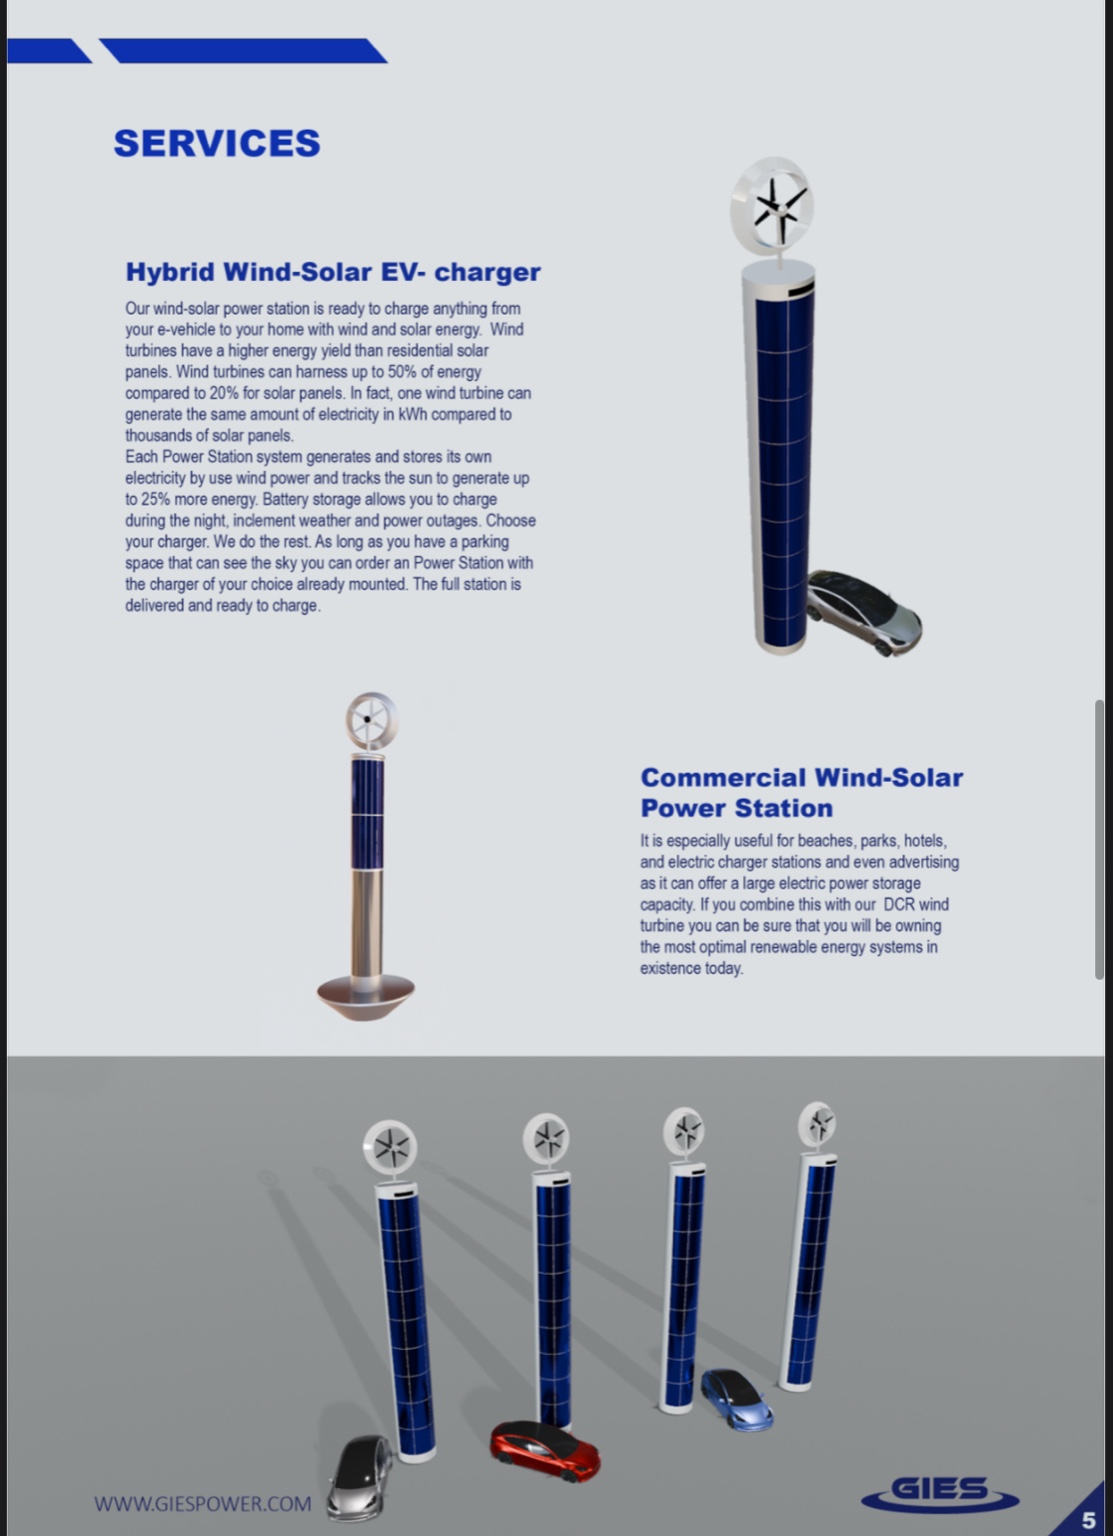 SERVICES
Hybrid Wind-Solar EV- charger
Our wind-solar power station is ready to charge anything from
your e-vehicle to your home with wind and solar energy.  Wind
turbines have a higher energy yield than residential solar
panels. Wind turbines can harness up to 50% of energy
compared to 20% for solar panels. In fact, one wind turbine can
generate the same amount of electricity in kWh compared to
thousands of solar panels.
Each Power Station system generates and stores its own
electricity by use wind power and tracks the sun to generate up
to 25% more energy. Battery storage allows you to charge
during the night, inclement weather and power outages. Choose
your charger. We do the rest. As long as you have a parking
space that can see the sky you can order an Power Station with
the charger of your choice already mounted. The full station is
delivered and ready to charge.
Commercial Wind-Solar
Power Station
It is especially useful for beaches, parks, hotels,
and electric charger stations and even advertising
as it can offer a large electric power storage
capacity. If you combine this with our  DCR wind
turbine you can be sure that you will be owning
the most optimal renewable energy systems in
existence today.
WWW.GIESPOWER.COM
GIES
5